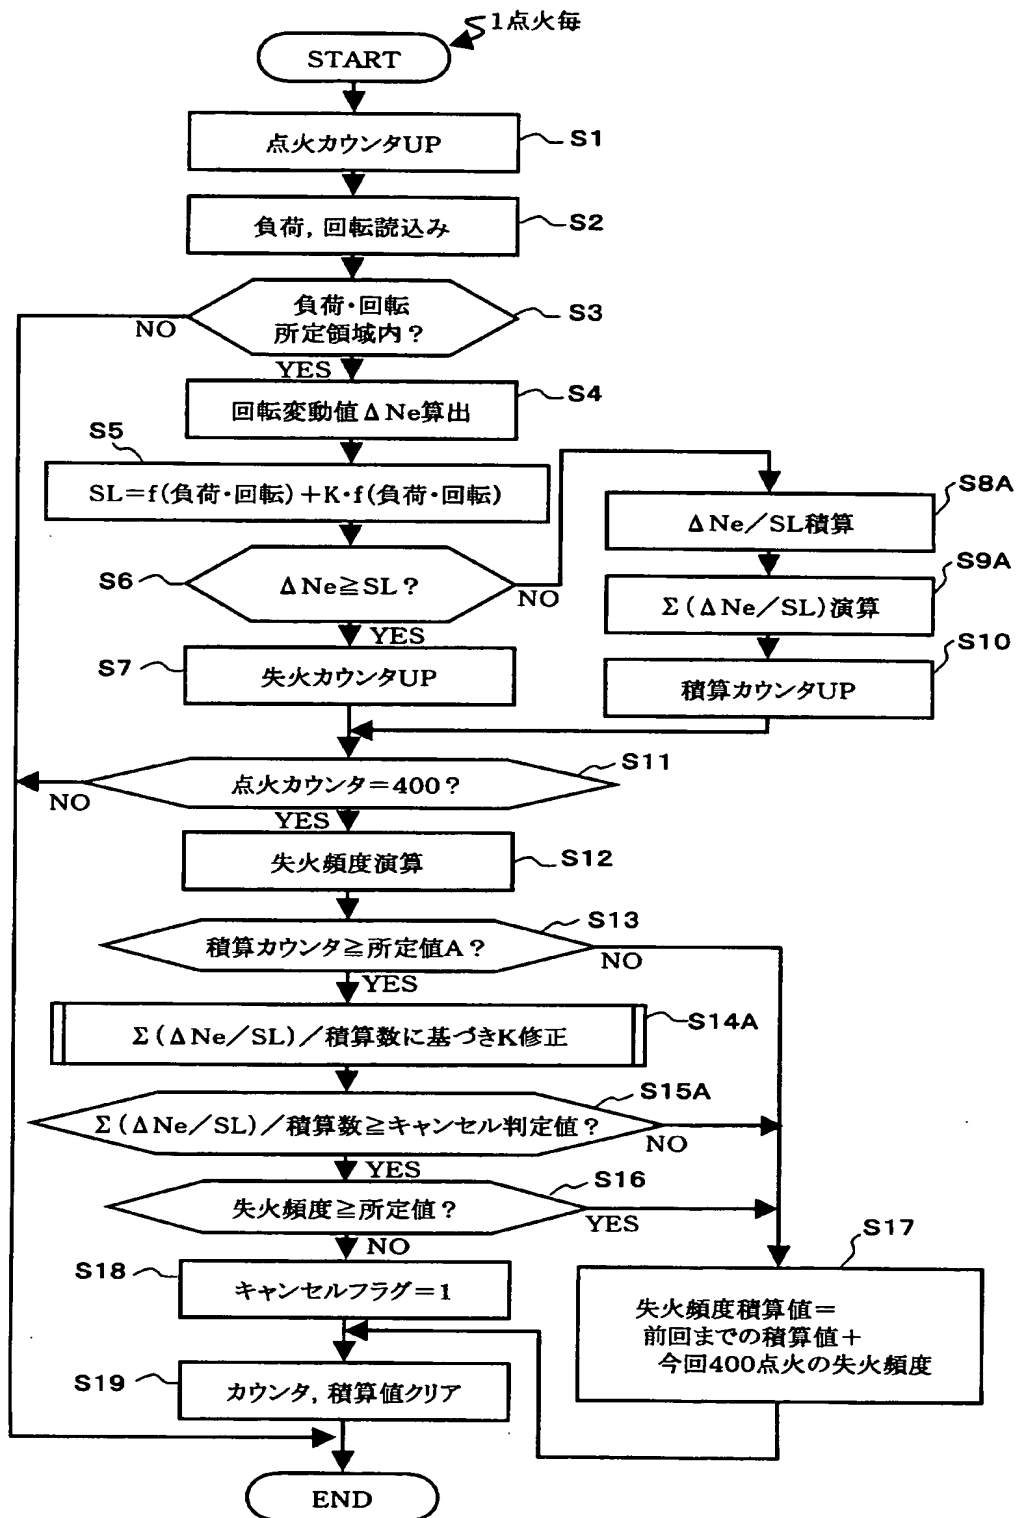 1点火毎
START
点火カウンタUP
S1
負荷, 回転読込み
S2
負荷・回転
所定領域内?
S3
NO
YES
回転変動値ΔNe算出
S4
S5
SL=f(負荷・回転)+K・f(負荷・回転)
S8A
ΔNe/SL積算
S6
ΔNe≧SL?
NO
YES
S9A
Σ(ΔNe/SL)演算
S7
失火カウンタUP
S10
積算カウンタUP
S11
点火カウンタ=400?
NO
YES
失火頻度演算
S12
S13
積算カウンタ≧所定値A?
NO
YES
Σ(ΔNe/SL)/積算数に基づきK修正
S14A
S15A
Σ(ΔNe/SL)/積算数≧キャンセル判定値?
NO
YES
S16
失火頻度≧所定値?
YES
NO
S17
失火頻度積算値=
前回までの積算値+
今回400点火の失火頻度
S18
キャンセルフラグ=1
S19
カウンタ, 積算値クリア
END